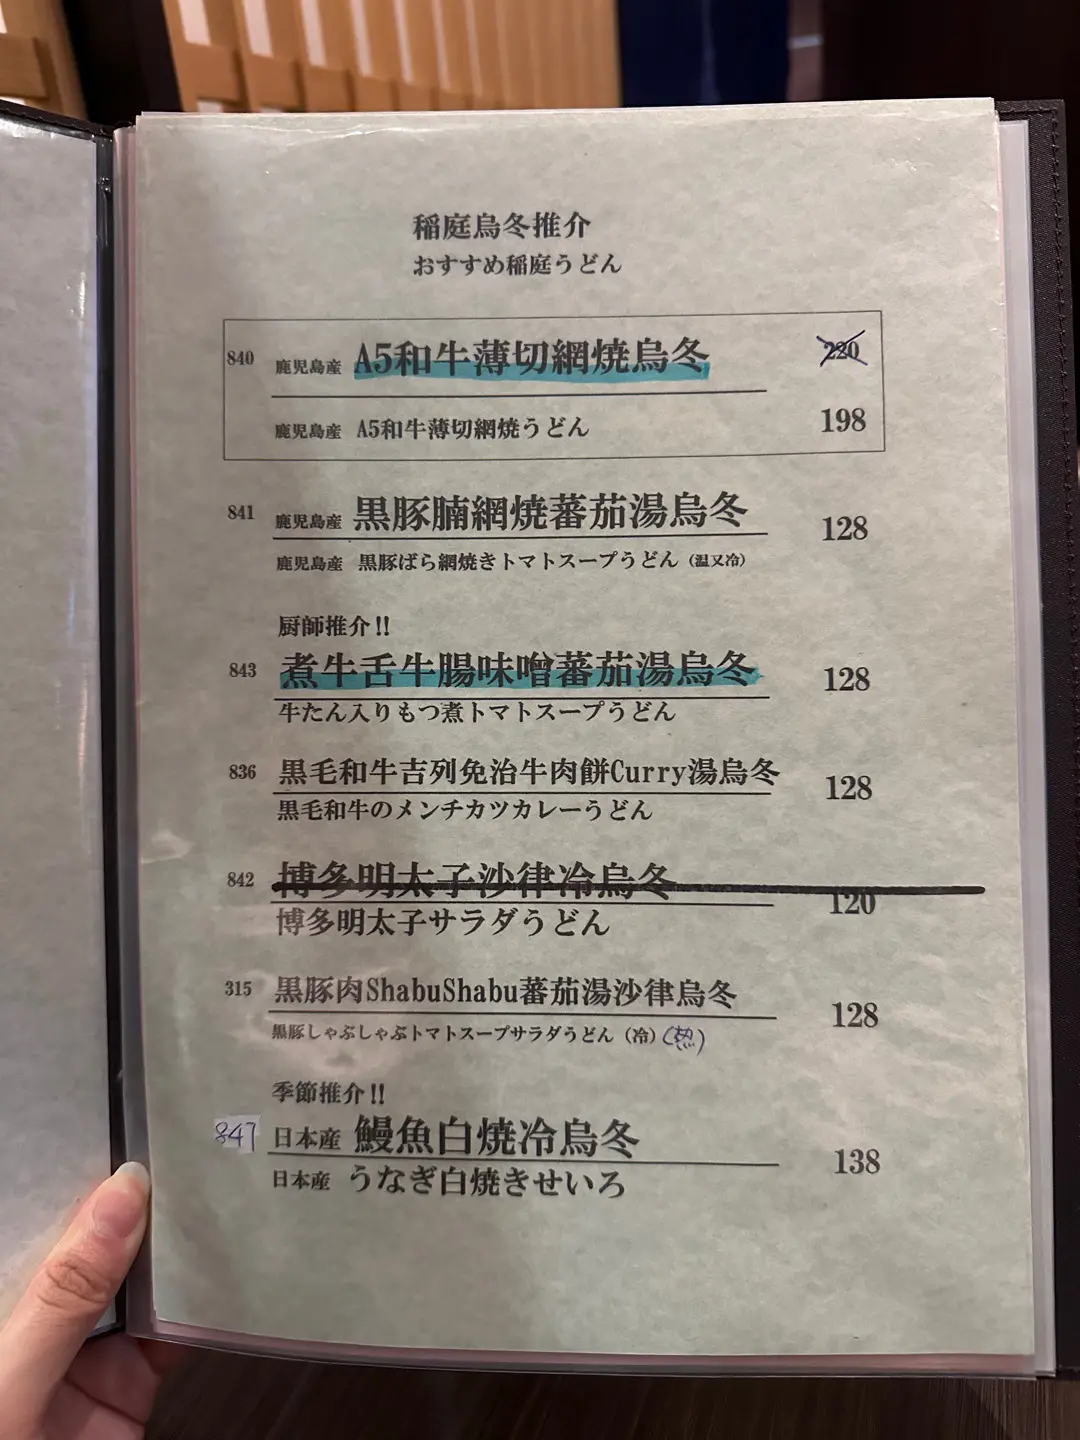 稲庭烏冬推介
おすすめ稲庭うどん
840 鹿児島産 A5和牛薄切網焼烏冬 220
鹿児島産 A5和牛薄切網焼うどん 198
841 鹿児島産 黒豚腩網焼蕃茄湯烏冬 128
鹿児島産 黒豚ばら網焼きトマトスープうどん（温又冷）
厨師推介!!
843 煮牛舌牛腸味噌蕃茄湯烏冬 128
牛たん入りもつ煮トマトスープうどん
836 黒毛和牛吉列免治牛肉餅Curry湯烏冬 128
黒毛和牛のメンチカツカレーうどん
842 博多明太子沙律冷烏冬 120
博多明太子サラダうどん
315 黒豚肉ShabuShabu蕃茄湯沙律烏冬 128
黒豚しゃぶしゃぶトマトスープサラダうどん（冷）(熱)
季節推介!!
847 日本産 鰻魚白焼冷烏冬 138
日本産 うなぎ白焼きせいろ